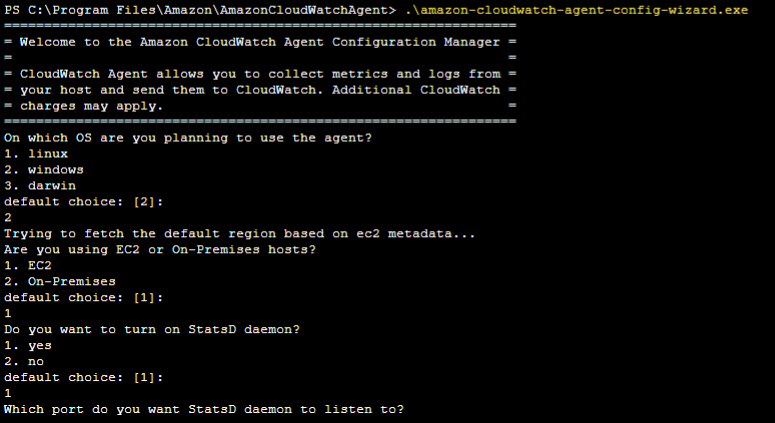 PS C:\Program Files\Amazon\AmazonCloudWatchAgent> .\amazon-cloudwatch-agent-config-wizard.exe
================================================================
= Welcome to the Amazon CloudWatch Agent Configuration Manager =
=                                                              =
= CloudWatch Agent allows you to collect metrics and logs from =
= your host and send them to CloudWatch. Additional CloudWatch =
= charges may apply.                                           =
================================================================
On which OS are you planning to use the agent?
1. linux
2. windows
3. darwin
default choice: [2]:
2
Trying to fetch the default region based on ec2 metadata...
Are you using EC2 or On-Premises hosts?
1. EC2
2. On-Premises
default choice: [1]:
1
Do you want to turn on StatsD daemon?
1. yes
2. no
default choice: [1]:
1
Which port do you want StatsD daemon to listen to?